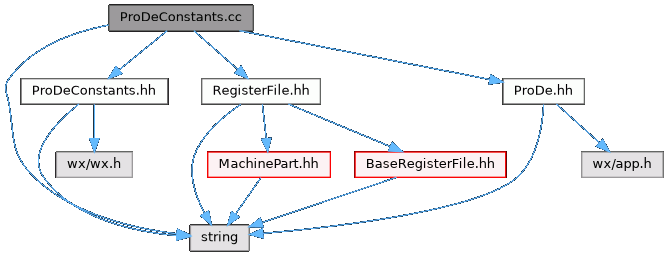 ProDeConstants.cc
ProDeConstants.hh
RegisterFile.hh
ProDe.hh
wx/wx.h
MachinePart.hh
BaseRegisterFile.hh
wx/app.h
string